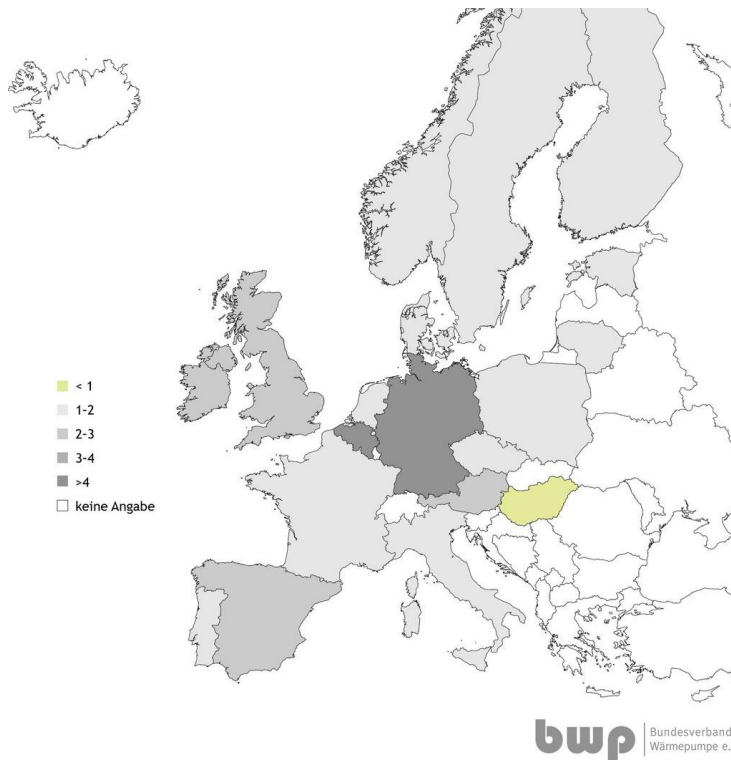 < 1
1-2
2-3
3-4
>4
keine Angabe
bwp
Bundesverband
Wärmepumpe e.